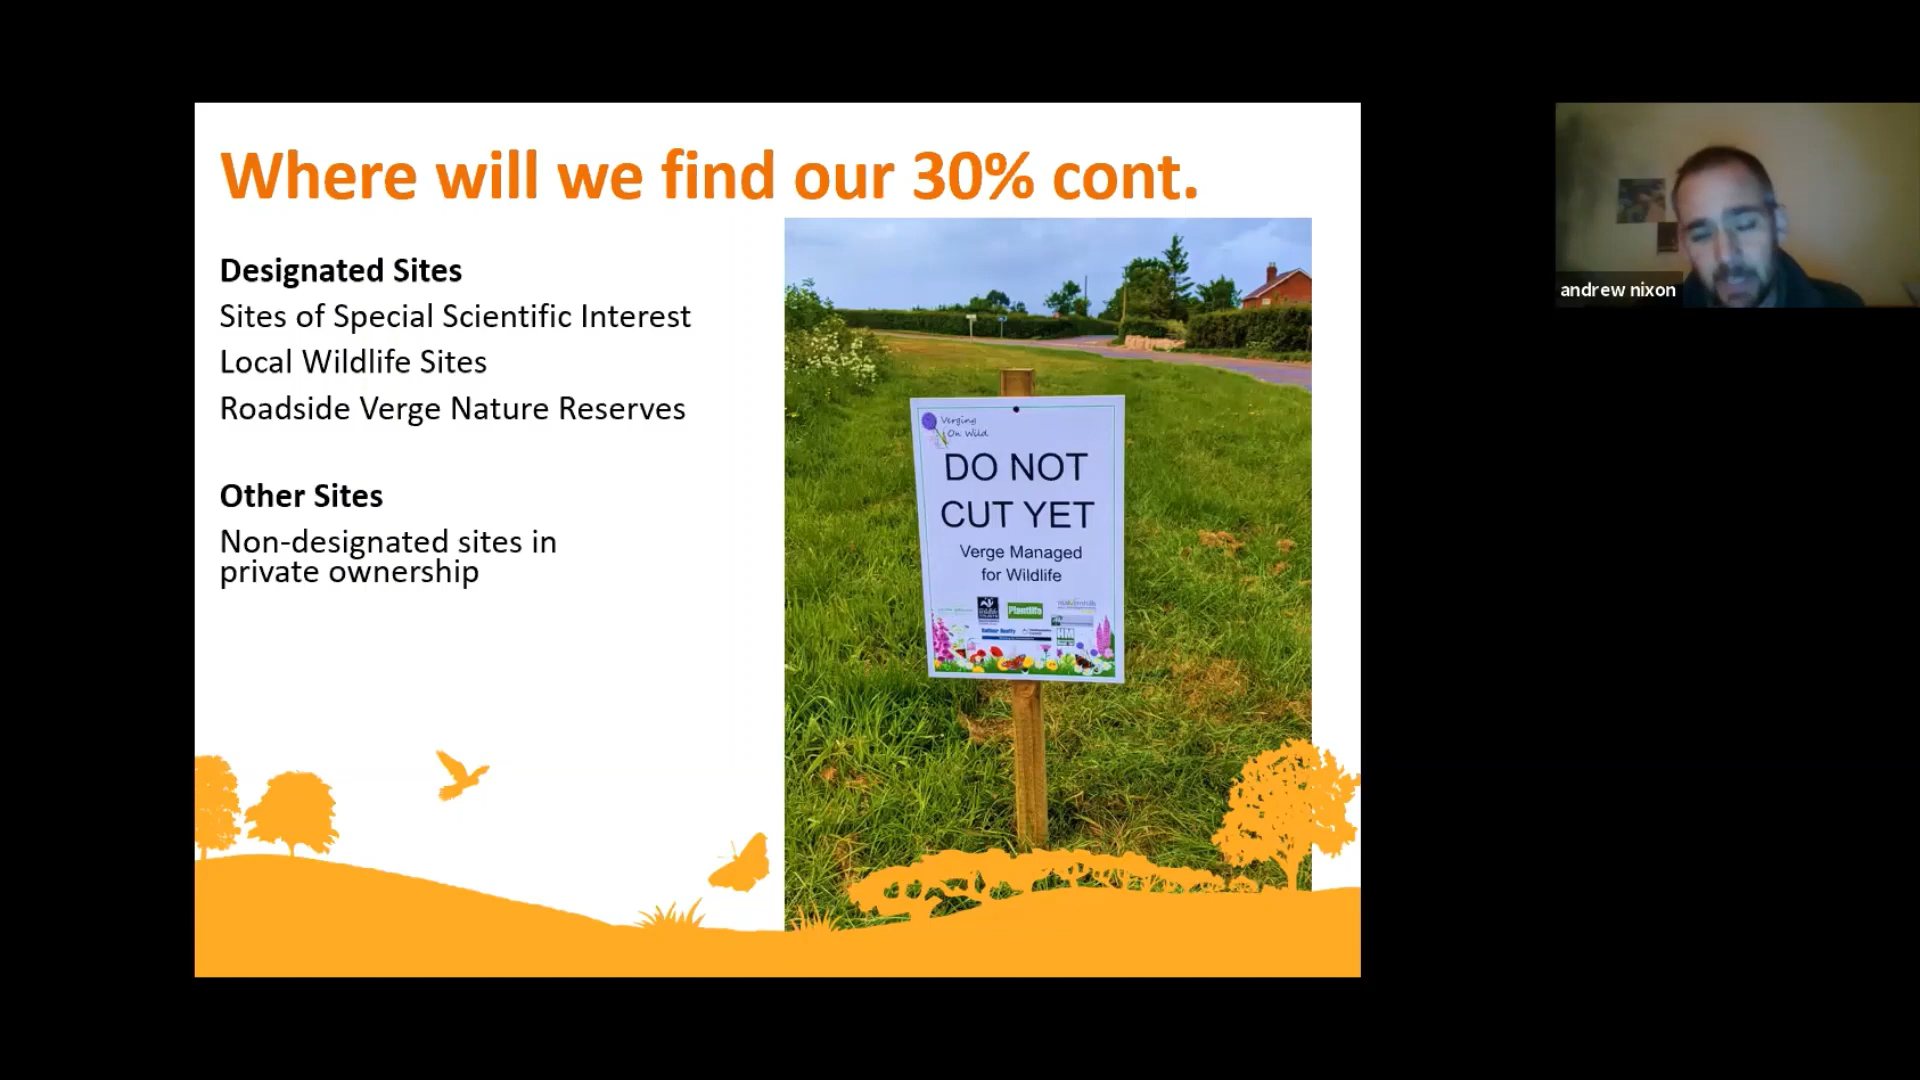 Where will we find our 30% cont.
Designated Sites
Sites of Special Scientific Interest
Local Wildlife Sites
Roadside Verge Nature Reserves
Other Sites
Non-designated sites in
private ownership
Verging
On Wild
DO NOT
CUT YET
Verge Managed
for Wildlife
Plantlife
andrew nixon